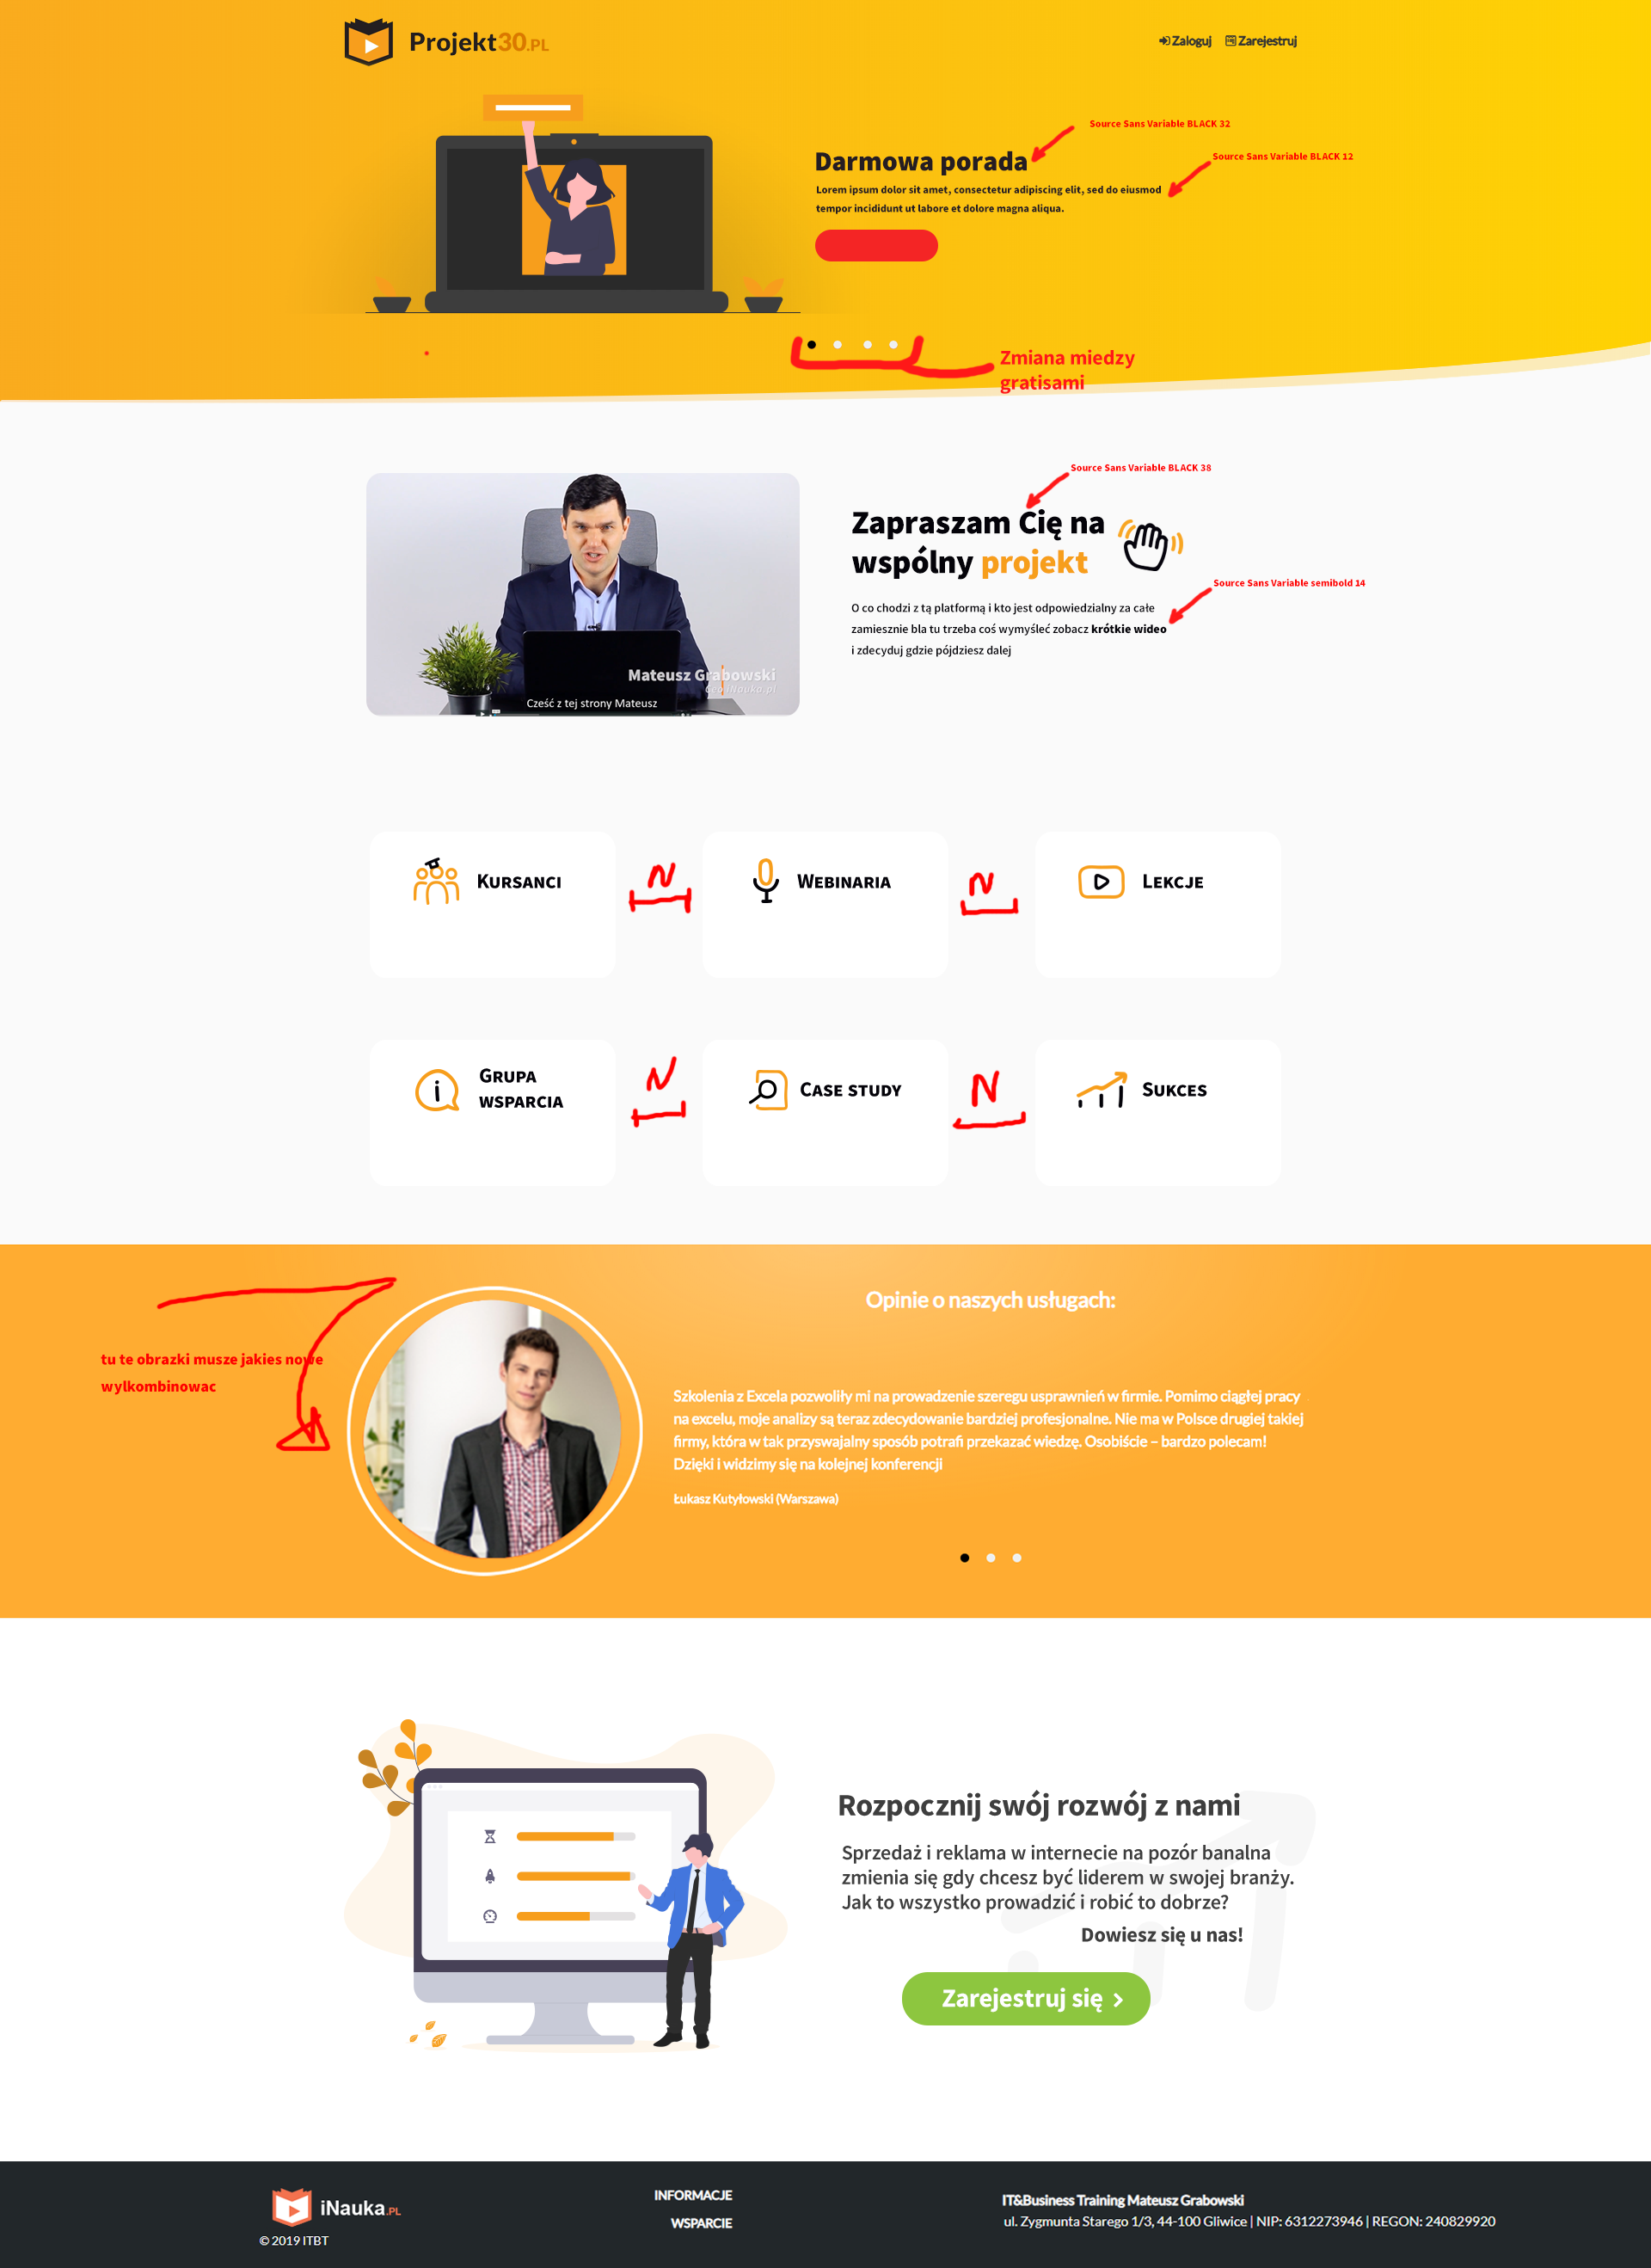 Projekt30.PL
Zaloguj
Zarejestruj
Source Sans Variable BLACK 32
Darmowa porada
Source Sans Variable BLACK 12
Lorem ipsum dolor sit amet, consectetur adipiscing elit, sed do eiusmod
tempor incididunt ut labore et dolore magna aliqua.
Zmiana miedzy
gratisami
Source Sans Variable BLACK 38
Zapraszam Cię na
wspólny projekt
Source Sans Variable semibold 14
O co chodzi z tą platformą i kto jest odpowiedzialny za całe
zamiesznie bla tu trzeba coś wymyśleć zobacz krótkie wideo
i zdecyduj gdzie pójdziesz dalej
Mateusz Grabowski
Ceo iNauka.pl
Cześć z tej strony Mateusz
Kursanci
N
Webinaria
N
Lekcje
Grupa
wsparcia
N
Case study
N
Sukces
Opinie o naszych usługach:
tu te obrazki musze jakies nowe
wylkombinowac
Szkolenia z Excela pozwoliły mi na prowadzenie szeregu usprawnień w firmie. Pomimo ciągłej pracy
na excelu, moje analizy są teraz zdecydowanie bardziej profesjonalne. Nie ma w Polsce drugiej takiej
firmy, która w tak przyswajalny sposób potrafi przekazać wiedzę. Osobiście – bardzo polecam!
Dzięki i widzimy się na kolejnej konferencji
Łukasz Kutyłowski (Warszawa)
Rozpocznij swój rozwój z nami
Sprzedaż i reklama w internecie na pozór banalna
zmienia się gdy chcesz być liderem w swojej branży.
Jak to wszystko prowadzić i robić to dobrze?
Dowiesz się u nas!
Zarejestruj się
iNauka.PL
© 2019 ITBT
INFORMACJE
WSPARCIE
IT&Business Training Mateusz Grabowski
ul. Zygmunta Starego 1/3, 44-100 Gliwice | NIP: 6312273946 | REGON: 240829920